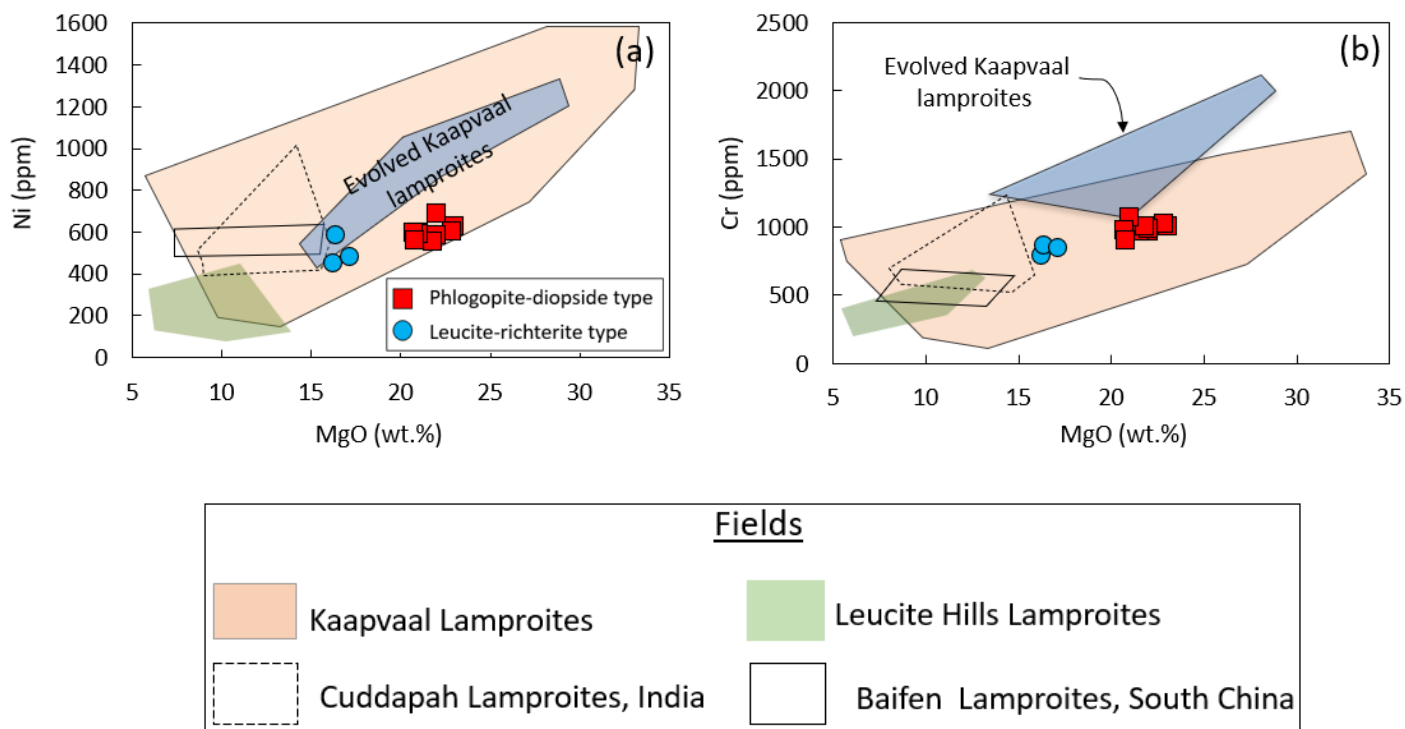 1600
1400
1200
1000
800
600
400
200
0
Ni (ppm)
(a)
Evolved Kaapvaal
lamproites
Phlogopite-diopside type
Leucite-richterite type
5 10 15 20 25 30 35
MgO (wt.%)
2500
2000
1500
1000
500
0
Cr (ppm)
(b)
Evolved Kaapvaal
lamproites
5 10 15 20 25 30 35
MgO (wt.%)
Fields
Kaapvaal Lamproites
Leucite Hills Lamproites
Cuddapah Lamproites, India
Baifen Lamproites, South China